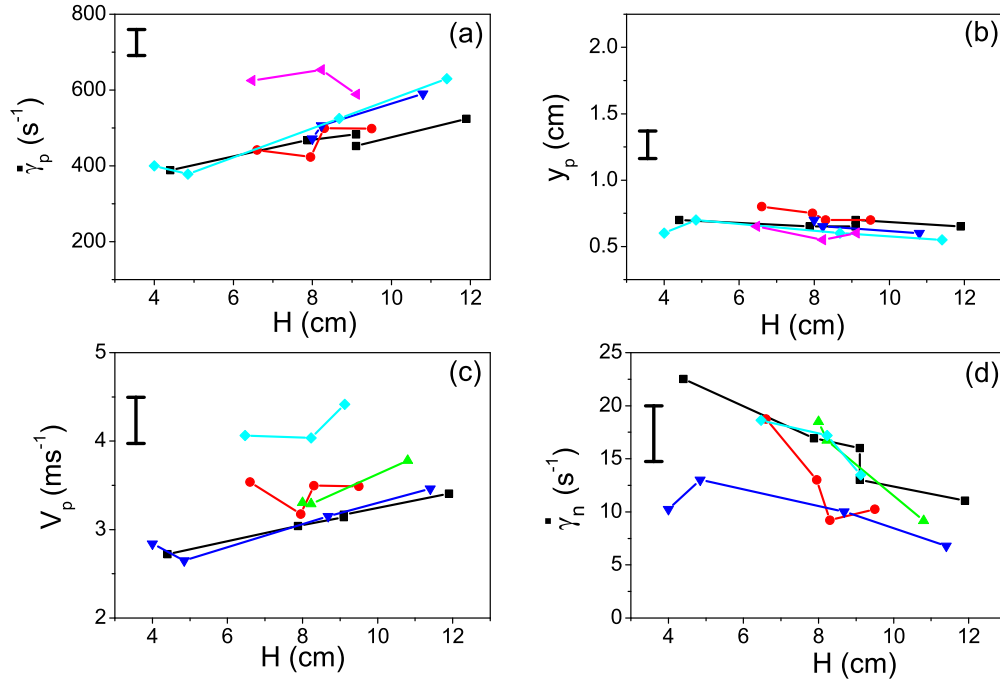 800
600
400
200
γ̇p (s-1)
4 6 8 10 12
H (cm)
(a)
2.0
1.5
1.0
0.5
yp (cm)
4 6 8 10 12
H (cm)
(b)
5
4
3
2
Vp (ms-1)
4 6 8 10 12
H (cm)
(c)
25
20
15
10
5
0
γ̇n (s-1)
4 6 8 10 12
H (cm)
(d)